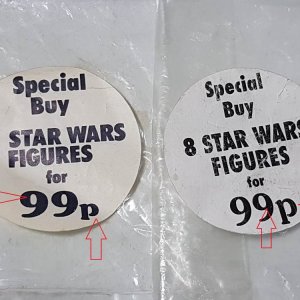 Special
Buy
STAR WARS
FIGURES
for
99p
Special
Buy
8 STAR WARS
FIGURES
for
99p